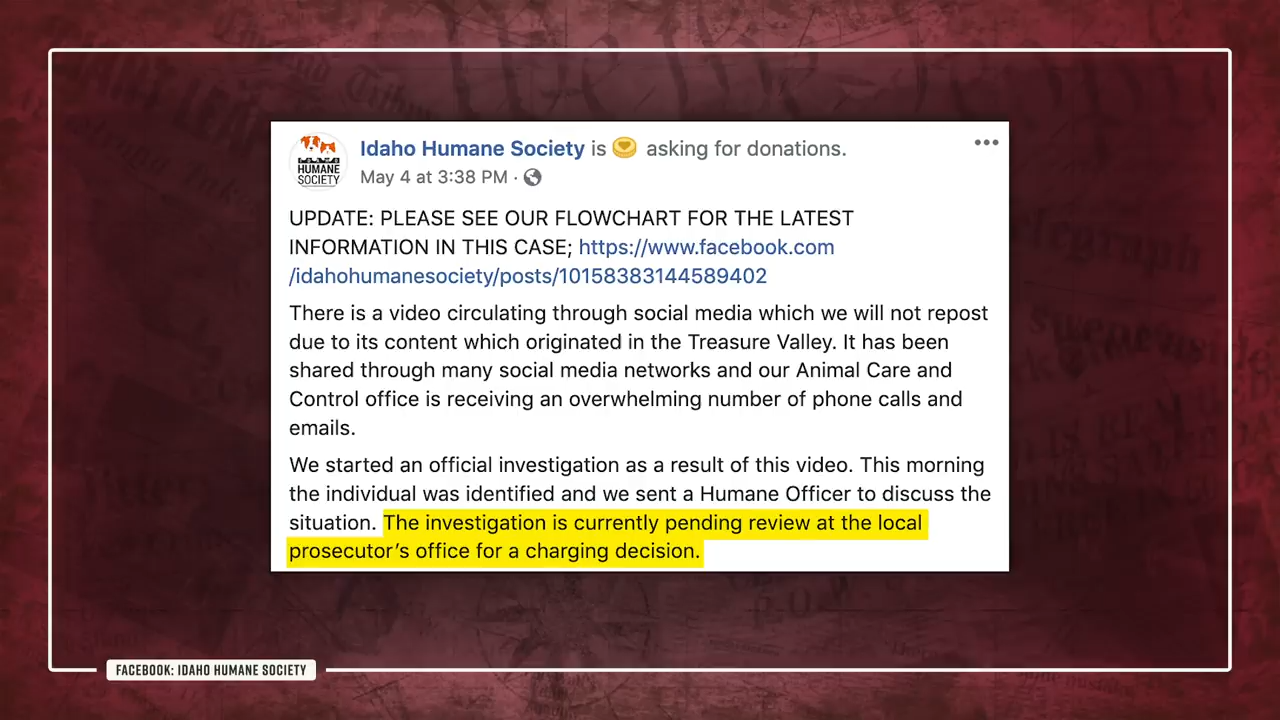 HUMANE
SOCIETY
Idaho Humane Society is asking for donations.
May 4 at 3:38 PM ·
UPDATE: PLEASE SEE OUR FLOWCHART FOR THE LATEST
INFORMATION IN THIS CASE; https://www.facebook.com
/idahohumanesociety/posts/10158383144589402
There is a video circulating through social media which we will not repost
due to its content which originated in the Treasure Valley. It has been
shared through many social media networks and our Animal Care and
Control office is receiving an overwhelming number of phone calls and
emails.
We started an official investigation as a result of this video. This morning
the individual was identified and we sent a Humane Officer to discuss the
situation. The investigation is currently pending review at the local
prosecutor’s office for a charging decision.
FACEBOOK: IDAHO HUMANE SOCIETY